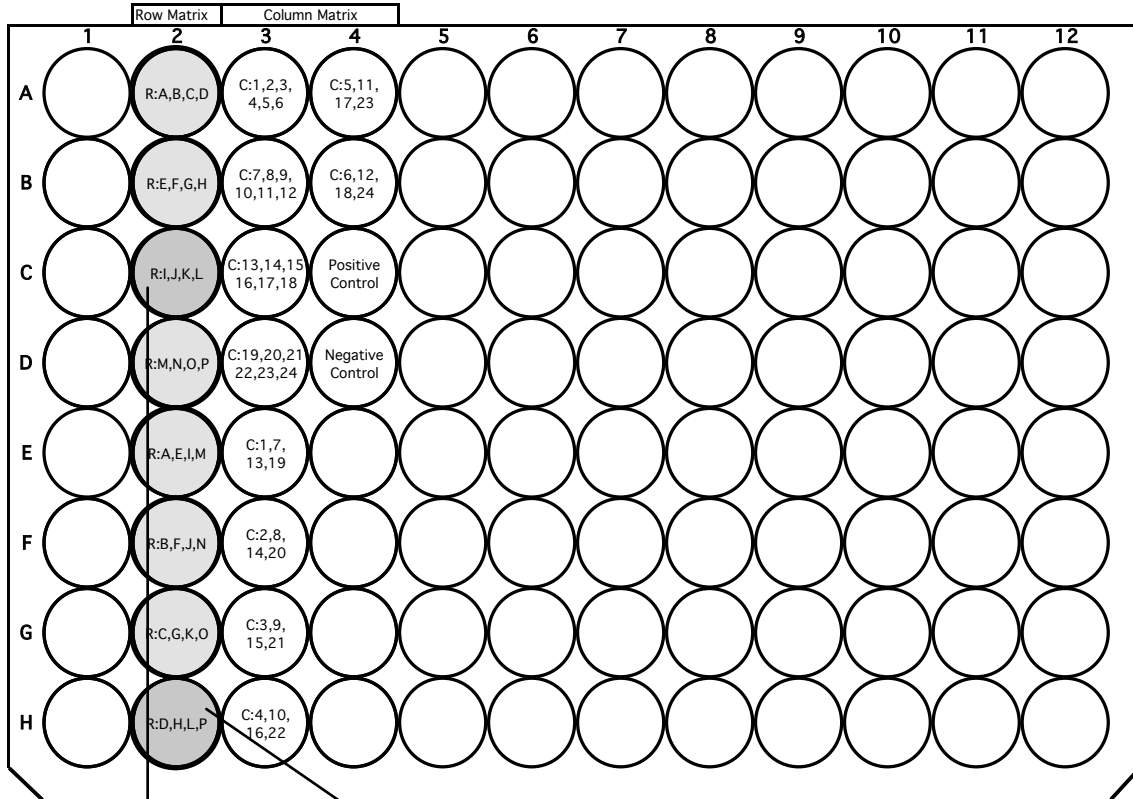 Row Matrix Column Matrix
1 2 3 4 5 6 7 8 9 10 11 12
A
R:A,B,C,D
C:1,2,3,
4,5,6
C:5,11,
17,23
B
R:E,F,G,H
C:7,8,9,
10,11,12
C:6,12,
18,24
C
R:I,J,K,L
C:13,14,15
16,17,18
Positive
Control
D
R:M,N,O,P
C:19,20,21
22,23,24
Negative
Control
E
R:A,E,I,M
C:1,7,
13,19
F
R:B,F,J,N
C:2,8,
14,20
G
R:C,G,K,O
C:3,9,
15,21
H
R:D,H,L,P
C:4,10,
16,22